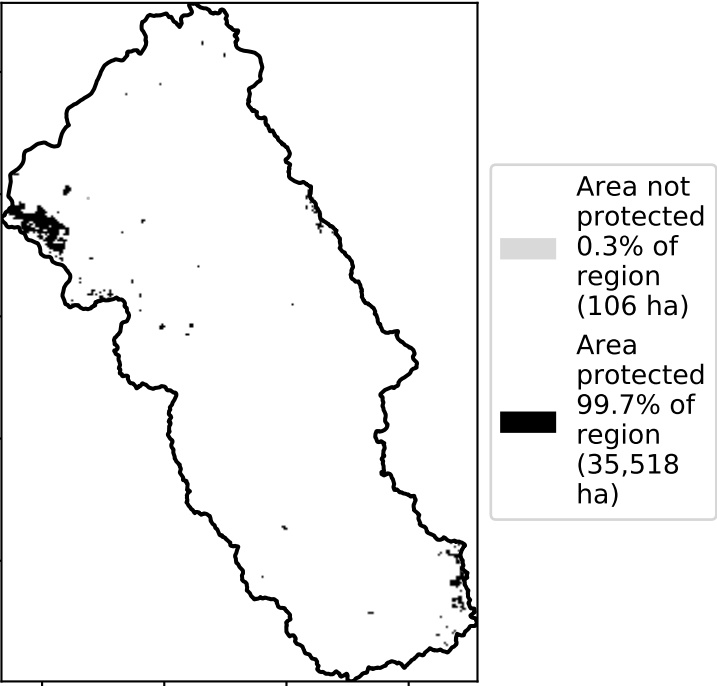 Area not
protected
0.3% of
region
(106 ha)
Area
protected
99.7% of
region
(35,518
ha)